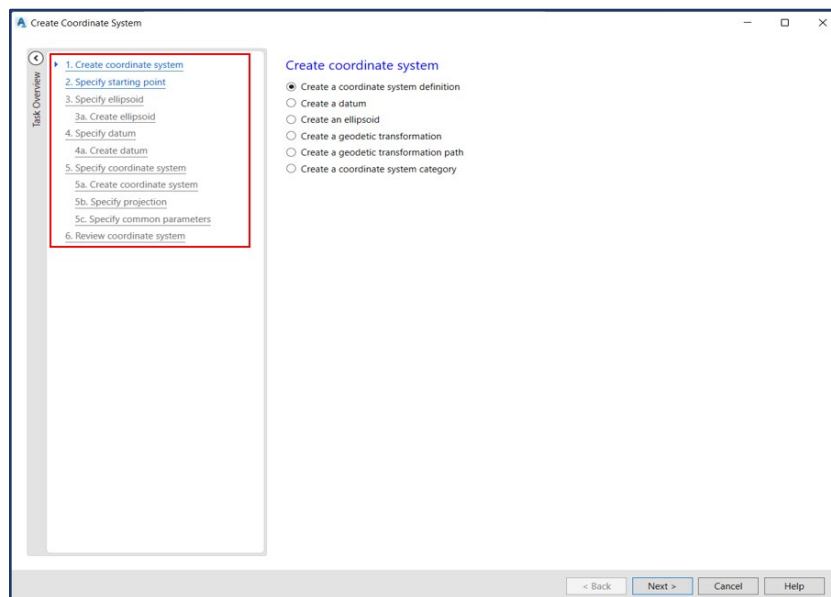 Create Coordinate System
Task Overview
1. Create coordinate system
2. Specify starting point
3. Specify ellipsoid
3a. Create ellipsoid
4. Specify datum
4a. Create datum
5. Specify coordinate system
5a. Create coordinate system
5b. Specify projection
5c. Specify common parameters
6. Review coordinate system
Create coordinate system
Create a coordinate system definition
Create a datum
Create an ellipsoid
Create a geodetic transformation
Create a geodetic transformation path
Create a coordinate system category
< Back Next > Cancel Help